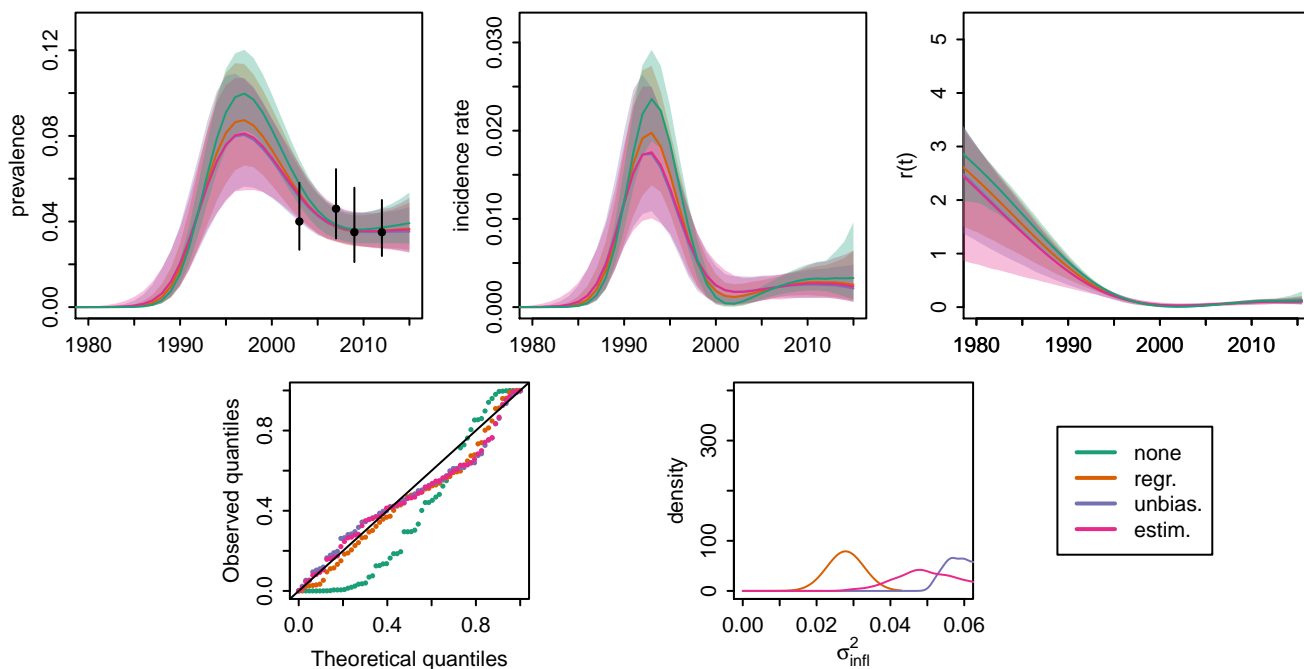 prevalence
0.00 0.04 0.08 0.12
1980 1990 2000 2010
incidence rate
0.000 0.010 0.020 0.030
1980 1990 2000 2010
r(t)
0 1 2 3 4 5
1980 1990 2000 2010
Observed quantiles
0.0 0.4 0.8
0.0 0.4 0.8
Theoretical quantiles
density
0 100 300
0.00 0.02 0.04 0.06
σ²infl
none
regr.
unbias.
estim.